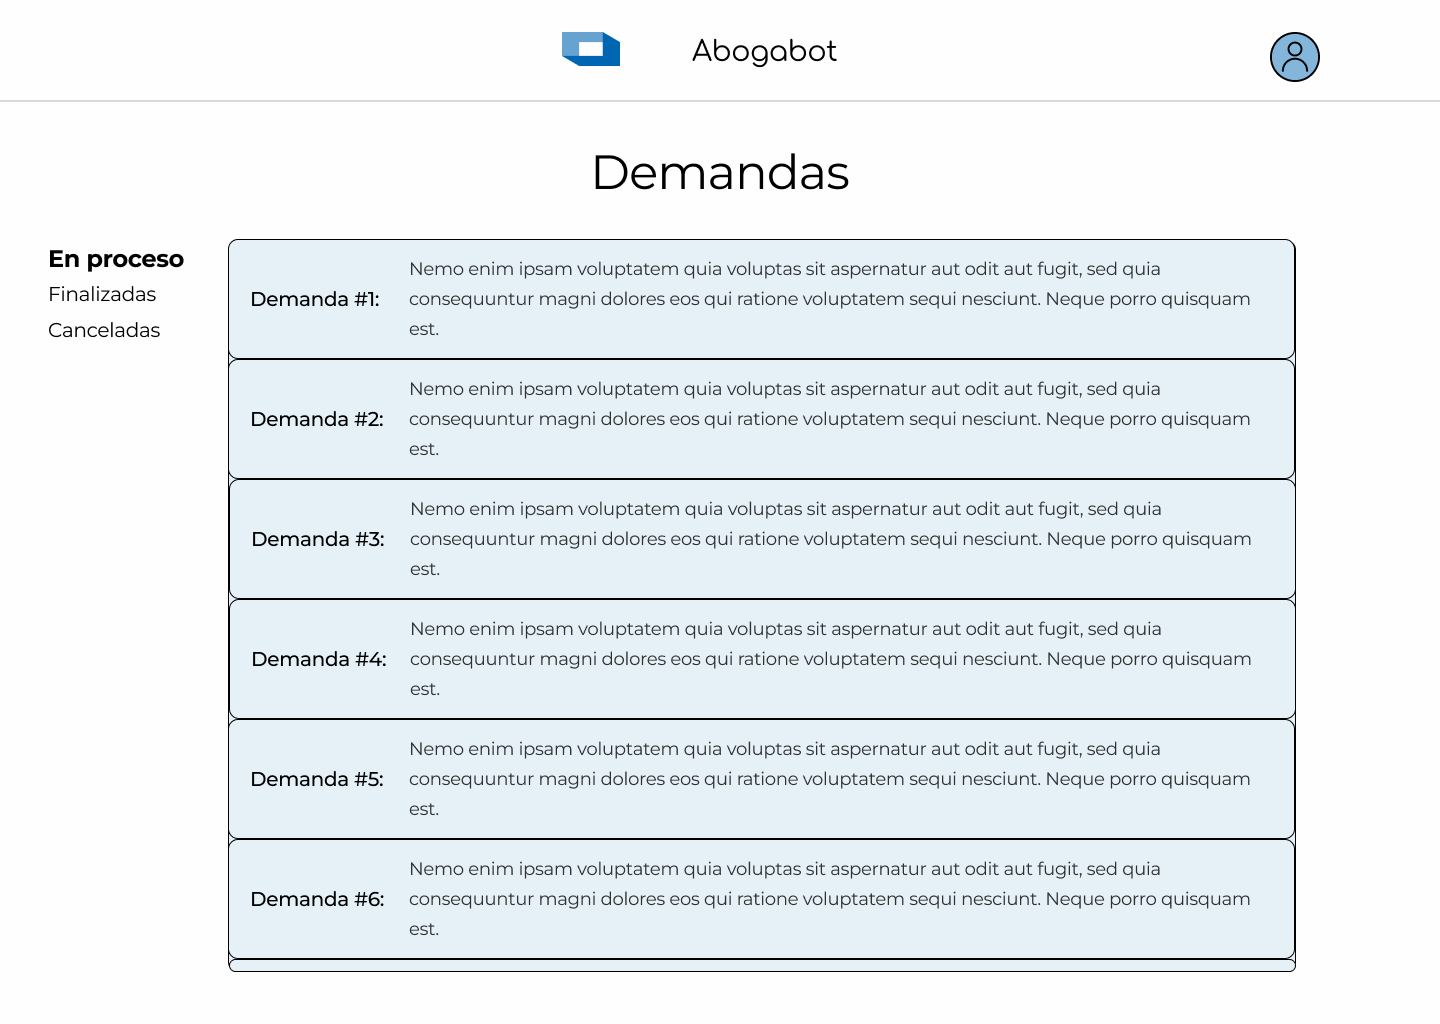 Abogabot
Demandas
En proceso
Finalizadas
Canceladas
Demanda #1:
Nemo enim ipsam voluptatem quia voluptas sit aspernatur aut odit aut fugit, sed quia
consequuntur magni dolores eos qui ratione voluptatem sequi nesciunt. Neque porro quisquam
est.
Demanda #2:
Nemo enim ipsam voluptatem quia voluptas sit aspernatur aut odit aut fugit, sed quia
consequuntur magni dolores eos qui ratione voluptatem sequi nesciunt. Neque porro quisquam
est.
Demanda #3:
Nemo enim ipsam voluptatem quia voluptas sit aspernatur aut odit aut fugit, sed quia
consequuntur magni dolores eos qui ratione voluptatem sequi nesciunt. Neque porro quisquam
est.
Demanda #4:
Nemo enim ipsam voluptatem quia voluptas sit aspernatur aut odit aut fugit, sed quia
consequuntur magni dolores eos qui ratione voluptatem sequi nesciunt. Neque porro quisquam
est.
Demanda #5:
Nemo enim ipsam voluptatem quia voluptas sit aspernatur aut odit aut fugit, sed quia
consequuntur magni dolores eos qui ratione voluptatem sequi nesciunt. Neque porro quisquam
est.
Demanda #6:
Nemo enim ipsam voluptatem quia voluptas sit aspernatur aut odit aut fugit, sed quia
consequuntur magni dolores eos qui ratione voluptatem sequi nesciunt. Neque porro quisquam
est.